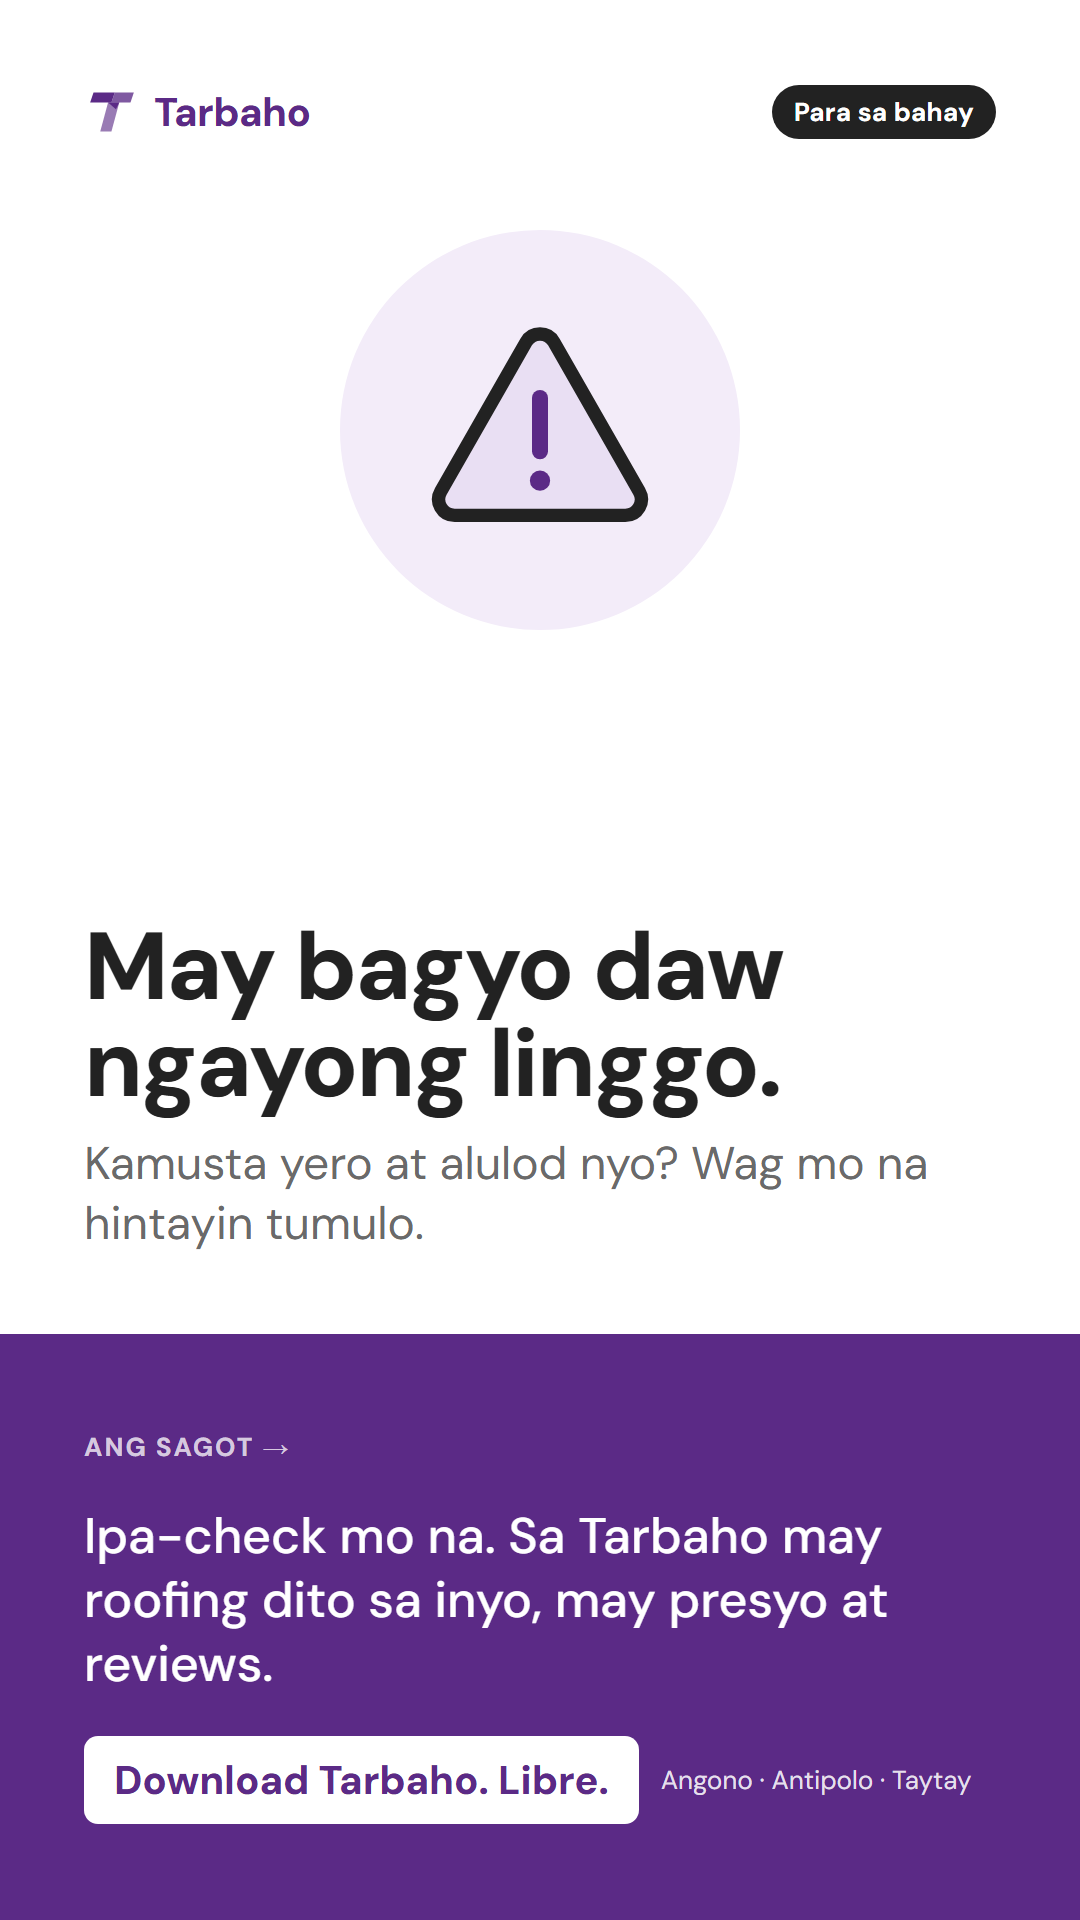 Tarbaho
Para sa bahay
May bagyo daw
ngayong linggo.
Kamusta yero at alulod nyo? Wag mo na
hintayin tumulo.
ANG SAGOT →
Ipa-check mo na. Sa Tarbaho may
roofing dito sa inyo, may presyo at
reviews.
Download Tarbaho. Libre.
Angono · Antipolo · Taytay